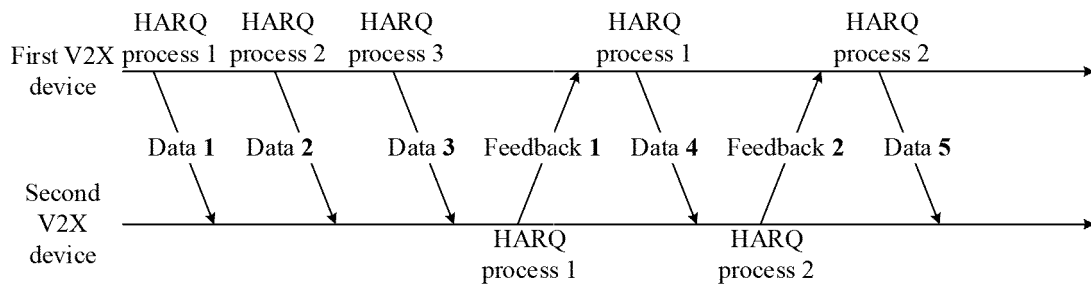 HARQ process 1
HARQ process 2
HARQ process 3
HARQ process 1
HARQ process 2
First V2X device
Data 1
Data 2
Data 3
Feedback 1
Data 4
Feedback 2
Data 5
Second V2X device
HARQ process 1
HARQ process 2